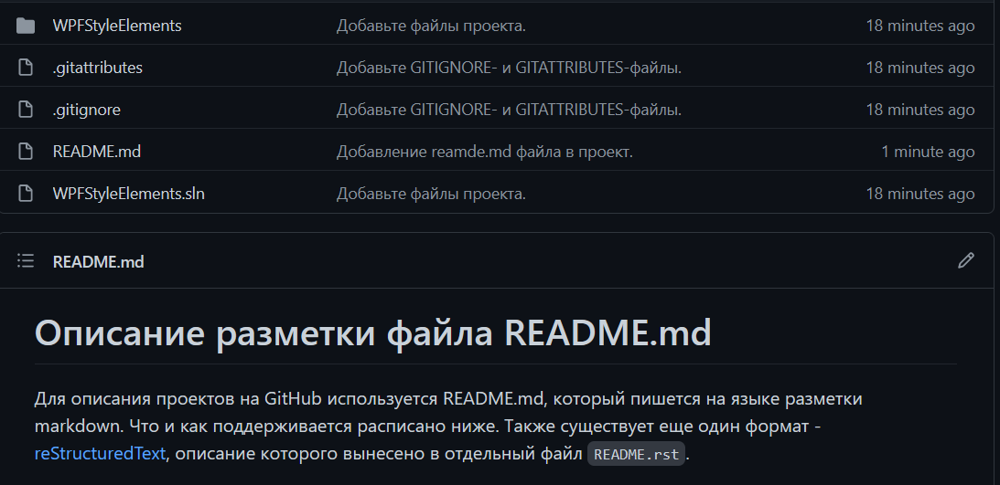 WPFStyleElements Добавьте файлы проекта. 18 minutes ago
.gitattributes Добавьте GITIGNORE- и GITATTRIBUTES-файлы. 18 minutes ago
.gitignore Добавьте GITIGNORE- и GITATTRIBUTES-файлы. 18 minutes ago
README.md Добавление reamde.md файла в проект. 1 minute ago
WPFStyleElements.sln Добавьте файлы проекта. 18 minutes ago
README.md
Описание разметки файла README.md
Для описания проектов на GitHub используется README.md, который пишется на языке разметки
markdown. Что и как поддерживается расписано ниже. Также существует еще один формат -
reStructuredText, описание которого вынесено в отдельный файл README.rst.